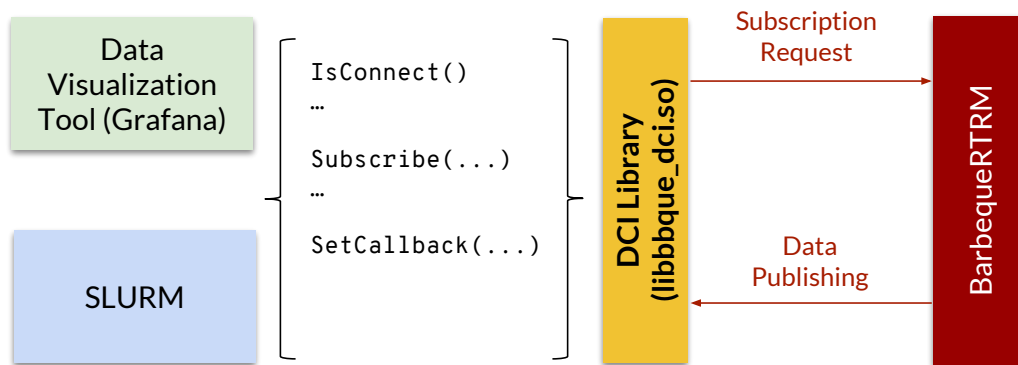 Data
Visualization
Tool (Grafana)
SLURM
IsConnect()
…
Subscribe(...)
…
SetCallback(...)
DCI Library
(libbbque_dci.so)
Subscription
Request
Data
Publishing
BarbequeRTRM